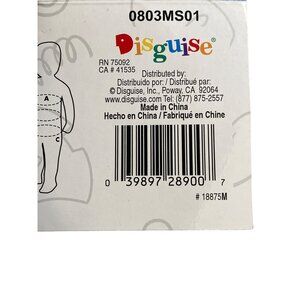 0803MS01
Disguise®
RN 75092
CA # 41535
Distributed by:
Distribuido por: / Distribué par:
© Disguise, Inc., Poway, CA. 92064
www.disguise.com Tel: (877) 875-2557
Made in China
Hecho en China / Fabriqué en Chine
A
C
0 39897 28900 7
# 18875M